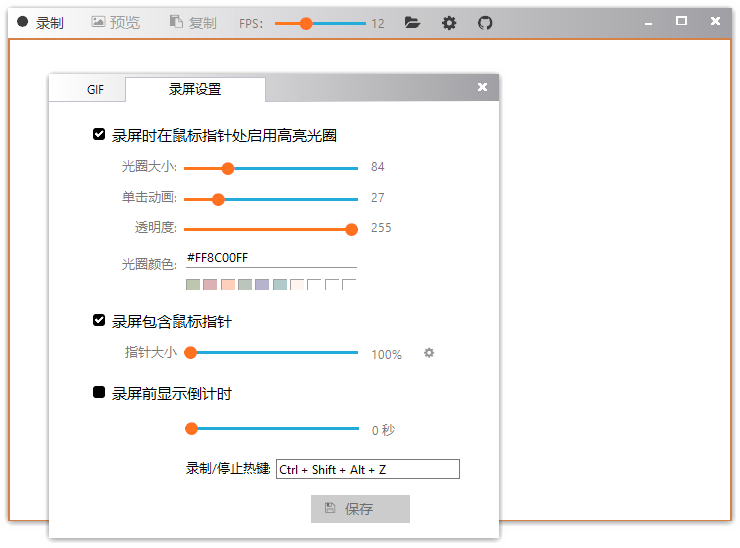 录制 预览 复制 FPS: 12
GIF 录屏设置
录屏时在鼠标指针处启用高亮光圈
光圈大小: 84
单击动画: 27
透明度: 255
光圈颜色: #FF8C00FF
录屏包含鼠标指针
指针大小 100%
录屏前显示倒计时
0 秒
录制/停止热键: Ctrl + Shift + Alt + Z
保存